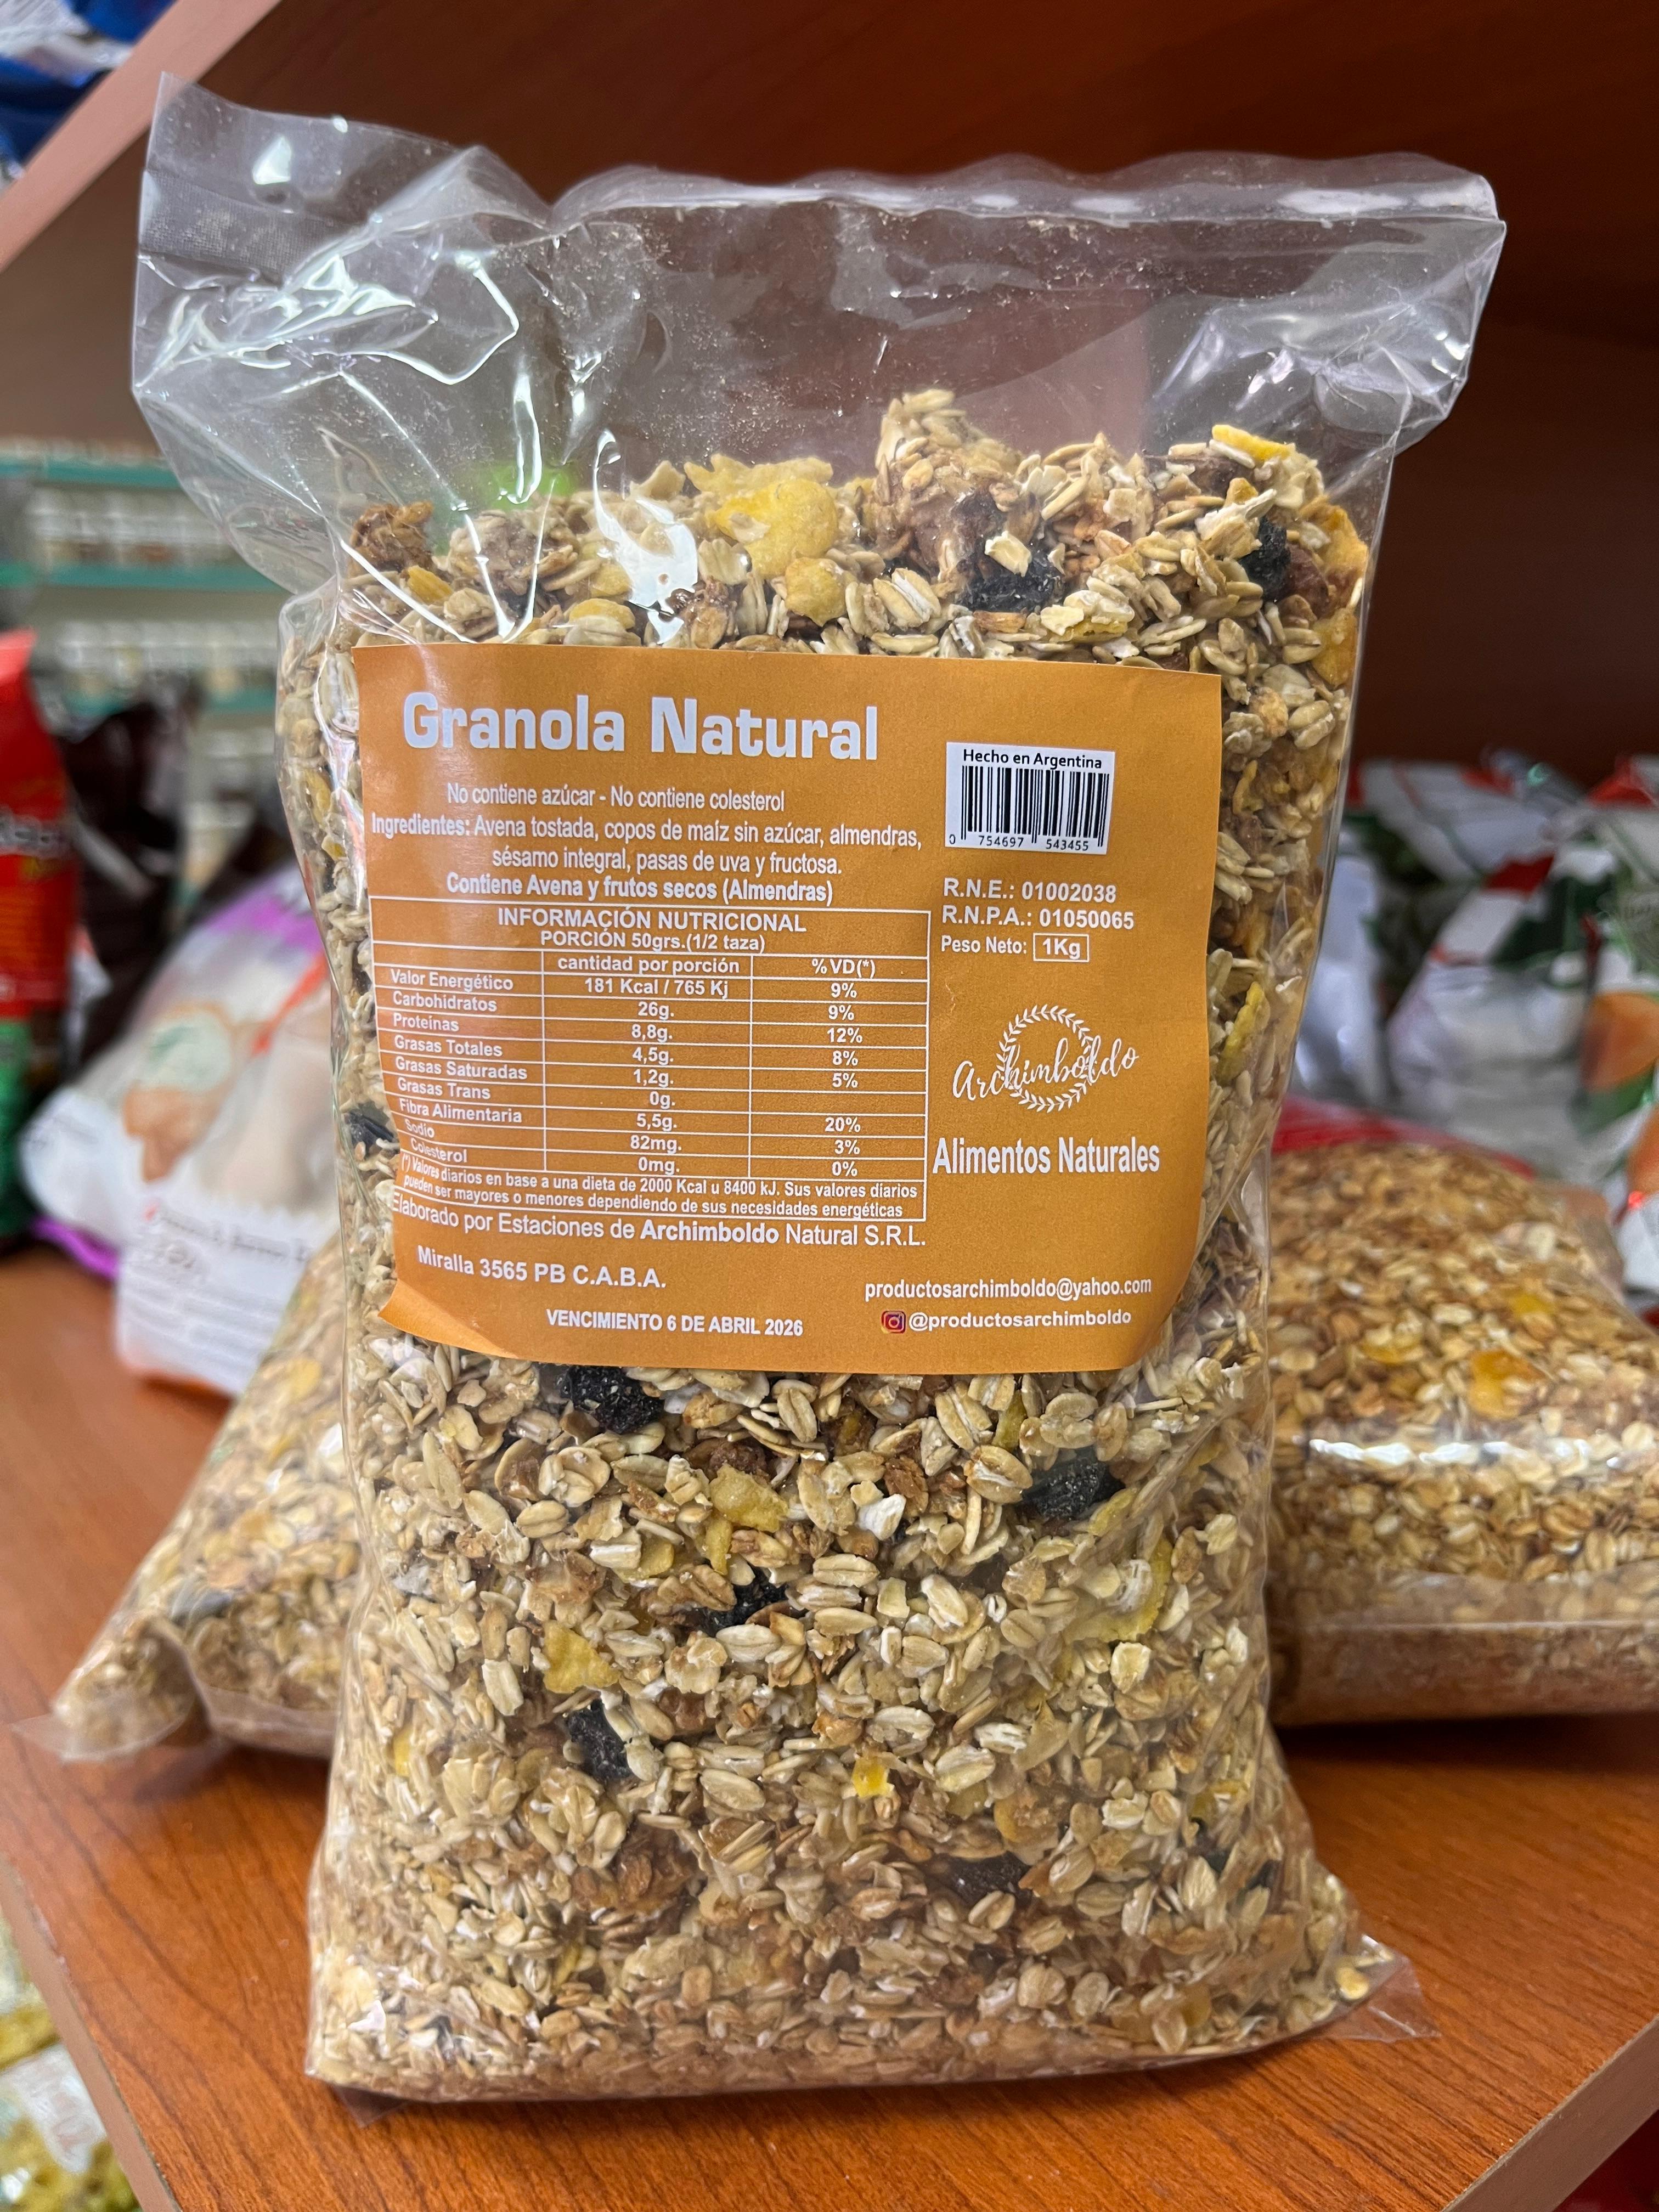 Granola Natural
No contiene azúcar - No contiene colesterol
Ingredientes: Avena tostada, copos de maíz sin azúcar, almendras,
sésamo integral, pasas de uva y fructosa.
Contiene Avena y frutos secos (Almendras)
INFORMACIÓN NUTRICIONAL
PORCIÓN 50grs.(1/2 taza)
cantidad por porción %VD(*)
Valor Energético 181 Kcal / 765 Kj 9%
Carbohidratos 26g. 9%
Proteínas 8,8g. 12%
Grasas Totales 4,5g. 8%
Grasas Saturadas 1,2g. 5%
Grasas Trans 0g.
Fibra Alimentaria 5,5g. 20%
Sodio 82mg. 3%
Colesterol 0mg. 0%
(*) Valores diarios en base a una dieta de 2000 Kcal u 8400 kJ. Sus valores diarios
pueden ser mayores o menores dependiendo de sus necesidades energéticas
Elaborado por Estaciones de Archimboldo Natural S.R.L.
Miralla 3565 PB C.A.B.A.
VENCIMIENTO 6 DE ABRIL 2026
Hecho en Argentina
0 754697 543455
R.N.E.: 01002038
R.N.P.A.: 01050065
Peso Neto: 1Kg
Archimboldo
Alimentos Naturales
productosarchimboldo@yahoo.com
@productosarchimboldo